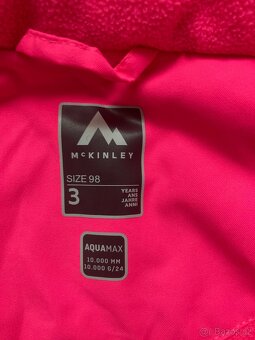 McKINLEY
SIZE 98
3
YEARS
ANS
JAHRE
ANNI
AQUAMAX
10.000 MM
10.000 G/24